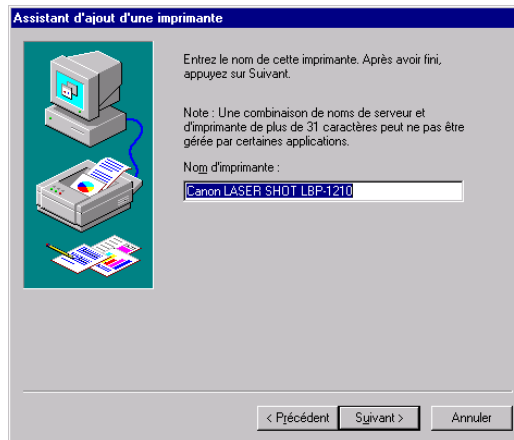 Assistant d'ajout d'une imprimante
Entrez le nom de cette imprimante. Après avoir fini,
appuyez sur Suivant.
Note : Une combinaison de noms de serveur et
d'imprimante de plus de 31 caractères peut ne pas être
gérée par certaines applications.
Nom d'imprimante :
Canon LASER SHOT LBP-1210
< Précédent
Suivant >
Annuler